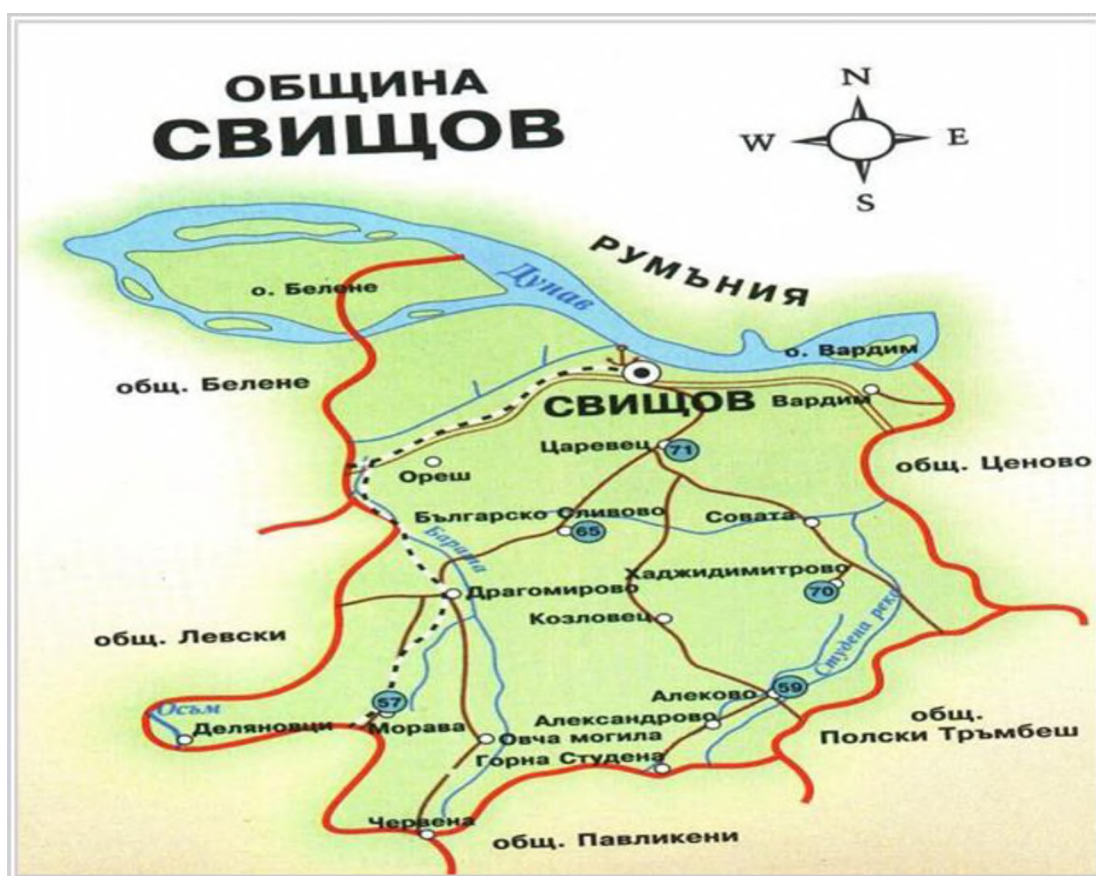 ОБЩИНА
СВИЩОВ
N
W
E
S
РУМЪНИЯ
Дунав
о. Белене
о. Вардим
общ. Белене
СВИЩОВ
Вардим
Царевец
71
общ. Ценово
Ореш
Българско Сливово
65
Совата
Барата
Хаджидимитрово
70
Драгомирово
Козловец
общ. Левски
Студена река
57
59
Алеково
Осъм
Деляновци
Морава
Александрово
общ.
Полски Тръмбеш
Овча могила
Горна Студена
Червена
общ. Павликени